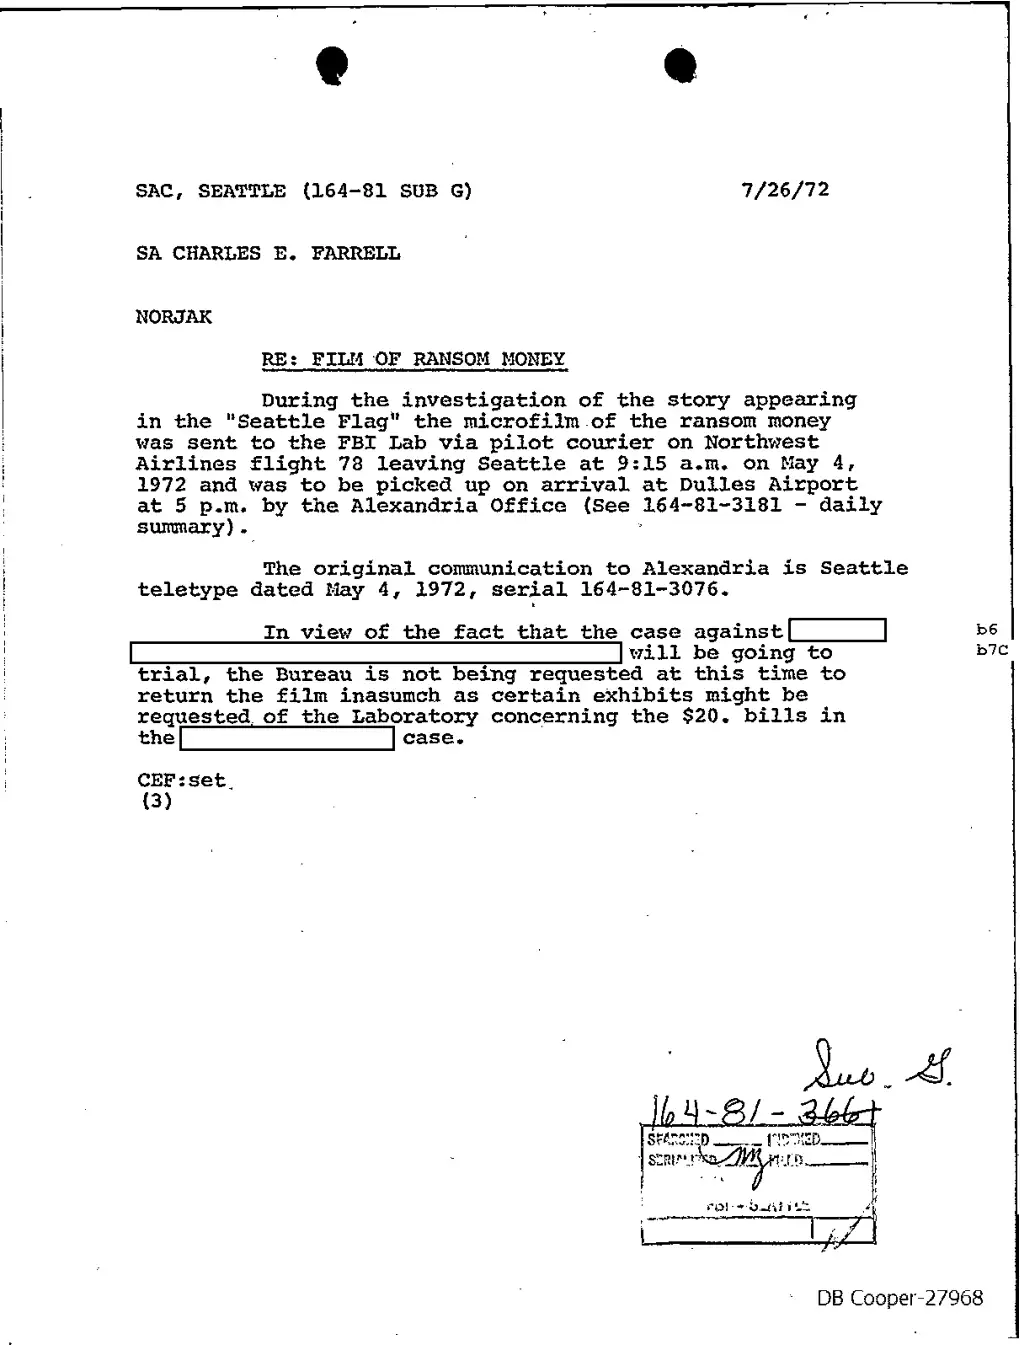 SAC, SEATTLE (164-81 SUB G) 7/26/72
SA CHARLES E. FARRELL
NORJAK
RE: FILM OF RANSOM MONEY
During the investigation of the story appearing
in the "Seattle Flag" the microfilm of the ransom money
was sent to the FBI Lab via pilot courier on Northwest
Airlines flight 78 leaving Seattle at 9:15 a.m. on May 4,
1972 and was to be picked up on arrival at Dulles Airport
at 5 p.m. by the Alexandria Office (See 164-81-3181 - daily
summary).
The original communication to Alexandria is Seattle
teletype dated May 4, 1972, serial 164-81-3076.
In view of the fact that the case against
b6
will be going to
b7C
trial, the Bureau is not being requested at this time to
return the film inasumch as certain exhibits might be
requested of the Laboratory concerning the $20. bills in
the case.
CEF:set
(3)
Sub. G.
164-81-3661
SEARCHED INDEXED
SERIALIZED FILED
FBI - SEATTLE
DB Cooper-27968